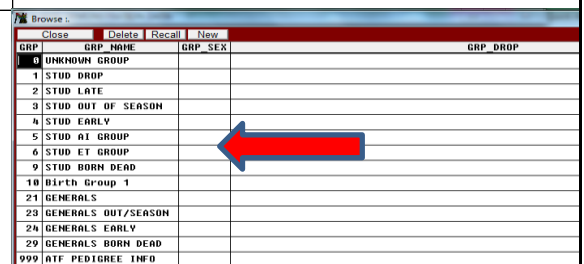 Browse :.
Close Delete Recall New
GRP GRP_NAME GRP_SEX GRP_DROP
0 UNKNOWN GROUP
1 STUD DROP
2 STUD LATE
3 STUD OUT OF SEASON
4 STUD EARLY
5 STUD AI GROUP
6 STUD ET GROUP
9 STUD BORN DEAD
10 Birth Group 1
21 GENERALS
23 GENERALS OUT/SEASON
24 GENERALS EARLY
29 GENERALS BORN DEAD
999 ATF PEDIGREE INFO